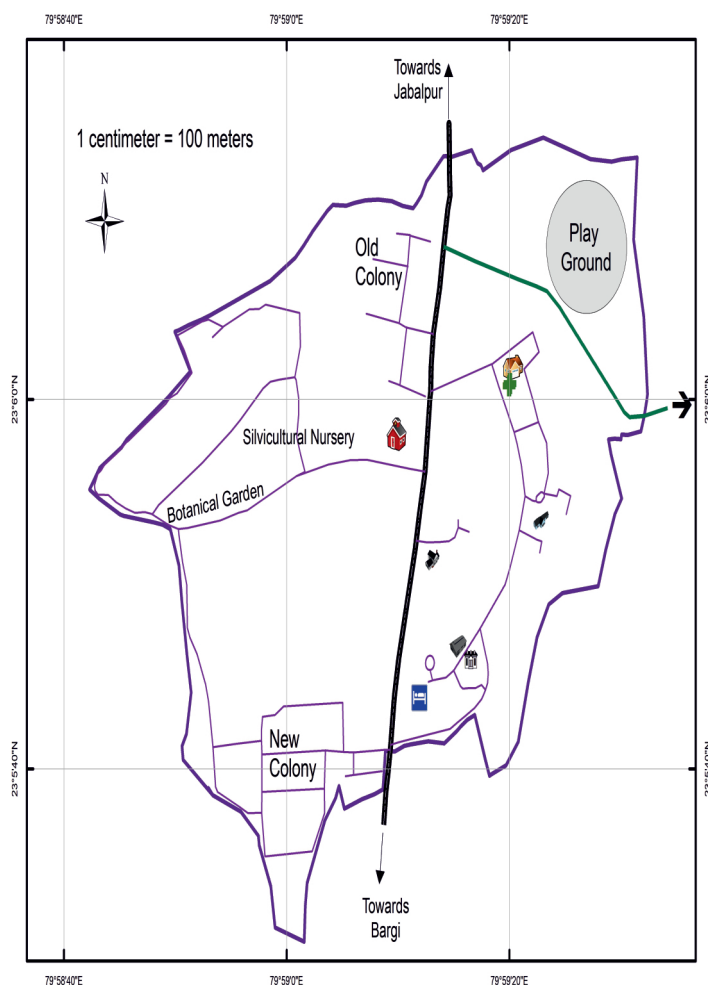 79°58'40"E
79°59'0"E
79°59'20"E
Towards
Jabalpur
1 centimeter = 100 meters
N
Play
Ground
Old
Colony
23°6'0"N
23°6'0"N
Silvicultural Nursery
Botanical Garden
New
Colony
23°5'40"N
23°5'40"N
Towards
Bargi
79°58'40"E
79°59'0"E
79°59'20"E